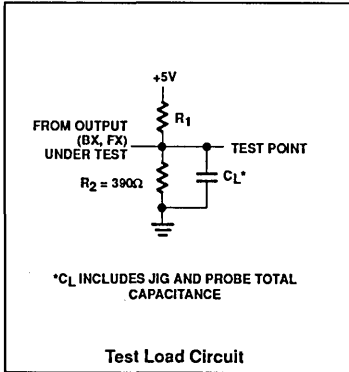 +5V
R1
FROM OUTPUT
(BX, FX)
UNDER TEST
TEST POINT
R2 = 390Ω
CL*
*CL INCLUDES JIG AND PROBE TOTAL
CAPACITANCE
Test Load Circuit